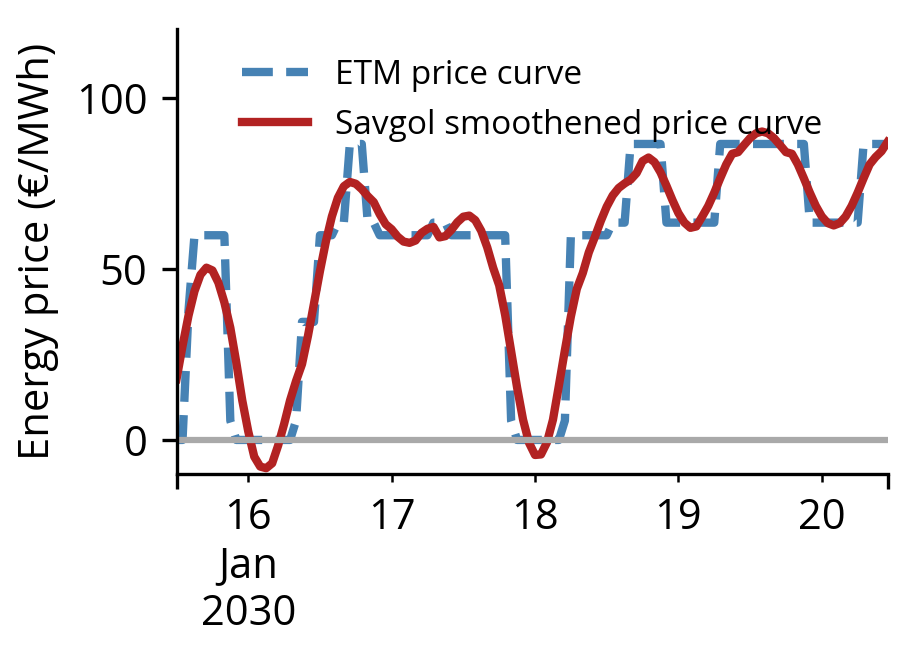 ETM price curve
Savgol smoothened price curve
Energy price (€/MWh)
100
50
0
16 17 18 19 20
Jan
2030